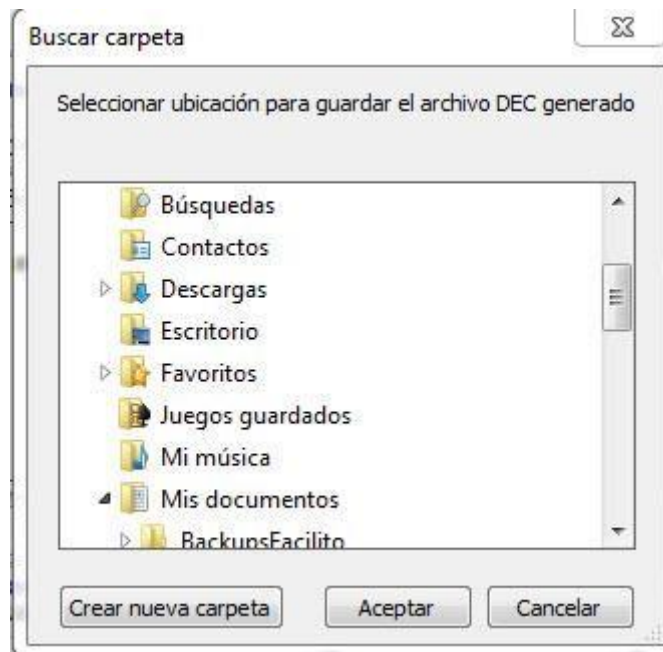 Buscar carpeta
Seleccionar ubicación para guardar el archivo DEC generado
Búsquedas
Contactos
Descargas
Escritorio
Favoritos
Juegos guardados
Mi música
Mis documentos
BackupsFacilito
Crear nueva carpeta Aceptar Cancelar